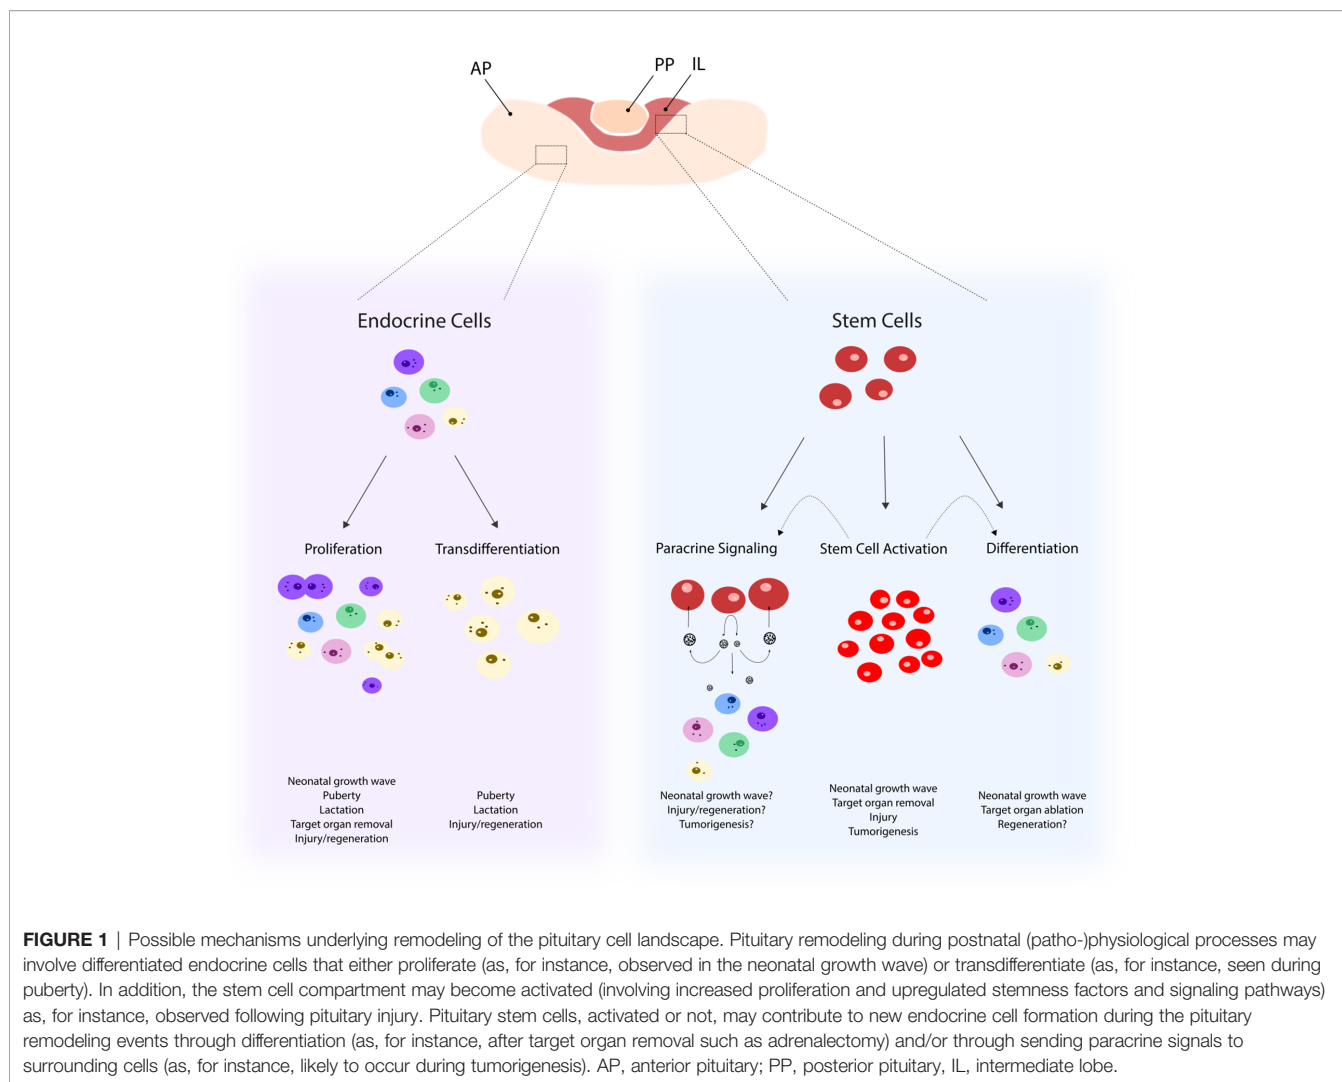 AP
PP
IL
Endocrine Cells
Stem Cells
Proliferation
Transdifferentiation
Paracrine Signaling
Stem Cell Activation
Differentiation
Neonatal growth wave
Puberty
Lactation
Target organ removal
Injury/regeneration
Puberty
Lactation
Injury/regeneration
Neonatal growth wave?
Injury/regeneration?
Tumorigenesis?
Neonatal growth wave
Target organ removal
Injury
Tumorigenesis
Neonatal growth wave
Target organ ablation
Regeneration?
FIGURE 1 | Possible mechanisms underlying remodeling of the pituitary cell landscape. Pituitary remodeling during postnatal (patho-)physiological processes may
involve differentiated endocrine cells that either proliferate (as, for instance, observed in the neonatal growth wave) or transdifferentiate (as, for instance, seen during
puberty). In addition, the stem cell compartment may become activated (involving increased proliferation and upregulated stemness factors and signaling pathways)
as, for instance, observed following pituitary injury. Pituitary stem cells, activated or not, may contribute to new endocrine cell formation during the pituitary
remodeling events through differentiation (as, for instance, after target organ removal such as adrenalectomy) and/or through sending paracrine signals to
surrounding cells (as, for instance, likely to occur during tumorigenesis). AP, anterior pituitary; PP, posterior pituitary, IL, intermediate lobe.